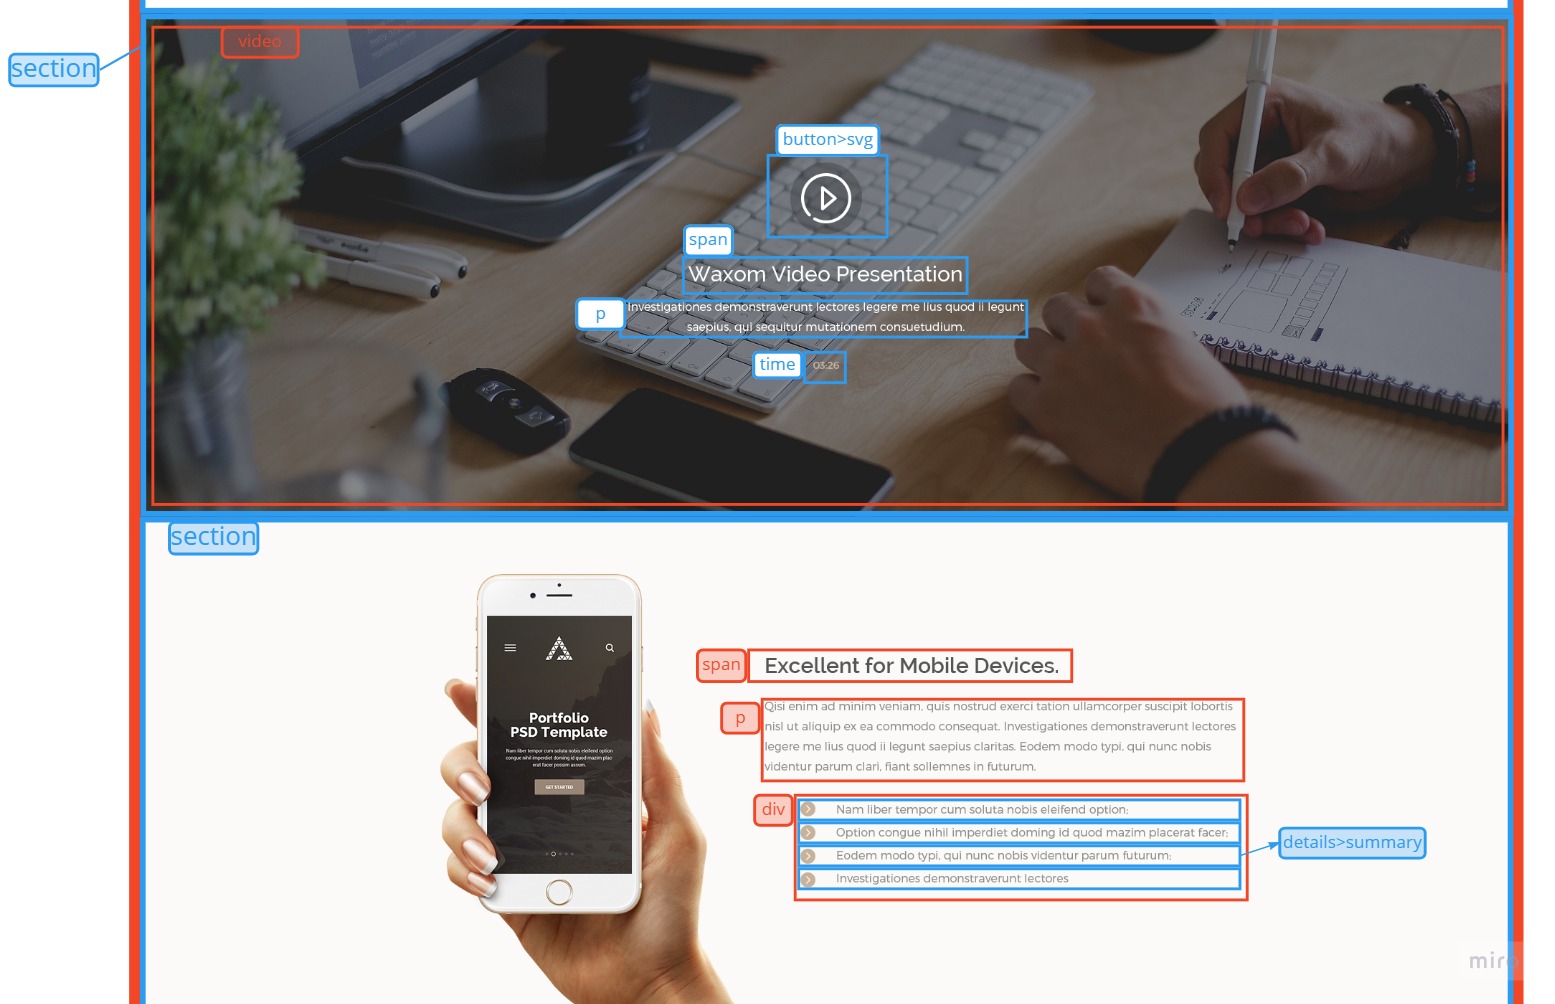 video
section
button>svg
span
Waxom Video Presentation
p
Investigationes demonstraverunt lectores legere me lius quod ii legunt
saepius, qui sequitur mutationem consuetudium.
time
03:26
section
span
Excellent for Mobile Devices.
p
Qisi enim ad minim veniam, quis nostrud exerci tation ullamcorper suscipit lobortis
nisl ut aliquip ex ea commodo consequat. Investigationes demonstraverunt lectores
legere me lius quod ii legunt saepius claritas. Eodem modo typi, qui nunc nobis
videntur parum clari, fiant sollemnes in futurum.
Portfolio
PSD Template
Nam liber tempor cum soluta nobis eleifend option
congue nihil imperdiet doming id quod mazim plac
erat facer possim assum.
GET STARTED
div
Nam liber tempor cum soluta nobis eleifend option;
Option congue nihil imperdiet doming id quod mazim placerat facer;
Eodem modo typi, qui nunc nobis videntur parum futurum;
Investigationes demonstraverunt lectores
details>summary
miro